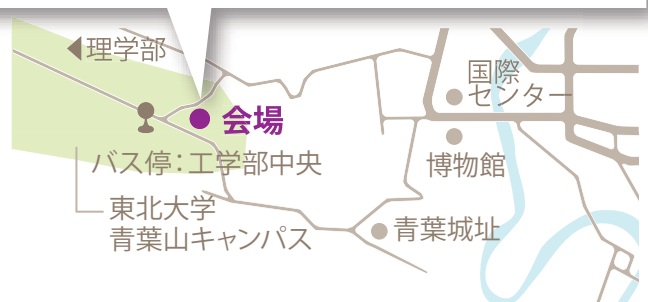 ◀理学部
国際
センター
会場
バス停：工学部中央
博物館
東北大学
青葉山キャンパス
青葉城址